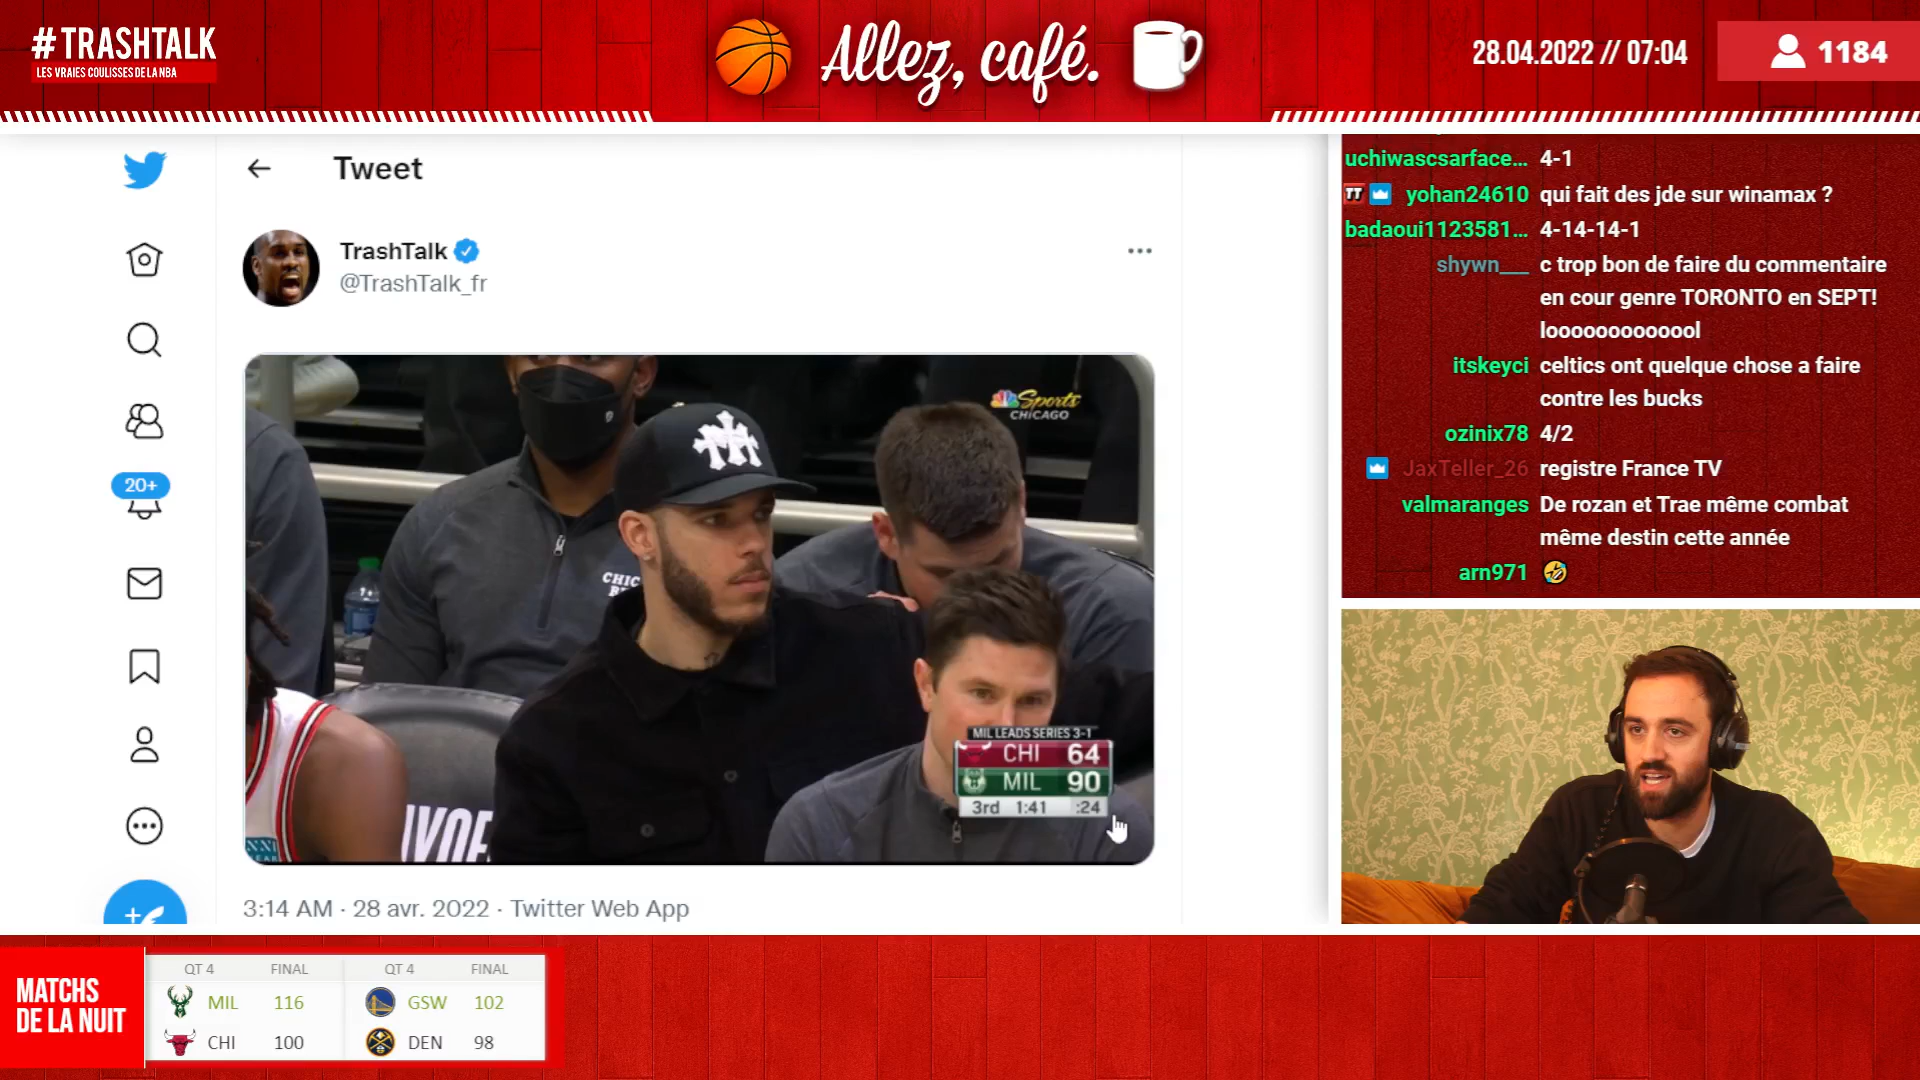 #TRASHTALK
LES VRAIES COULISSES DE LA NBA
Allez, café.
28.04.2022 // 07:04
1184
Tweet
TrashTalk
@TrashTalk_fr
20+
Sports
CHICAGO
CHIC
MIL LEADS SERIES 3-1
CHI 64
MIL 90
3rd 1:41 :24
3:14 AM · 28 avr. 2022 · Twitter Web App
uchiwascsarface... 4-1
TT yohan24610 qui fait des jde sur winamax ?
badaoui1123581... 4-14-14-1
shywn___ c trop bon de faire du commentaire
en cour genre TORONTO en SEPT!
looooooooooool
itskeyci celtics ont quelque chose a faire
contre les bucks
ozinix78 4/2
JaxTeller_26 registre France TV
valmaranges De rozan et Trae même combat
même destin cette année
arn971 🤣
MATCHS
DE LA NUIT
QT 4 FINAL
MIL 116
CHI 100
QT 4 FINAL
GSW 102
DEN 98